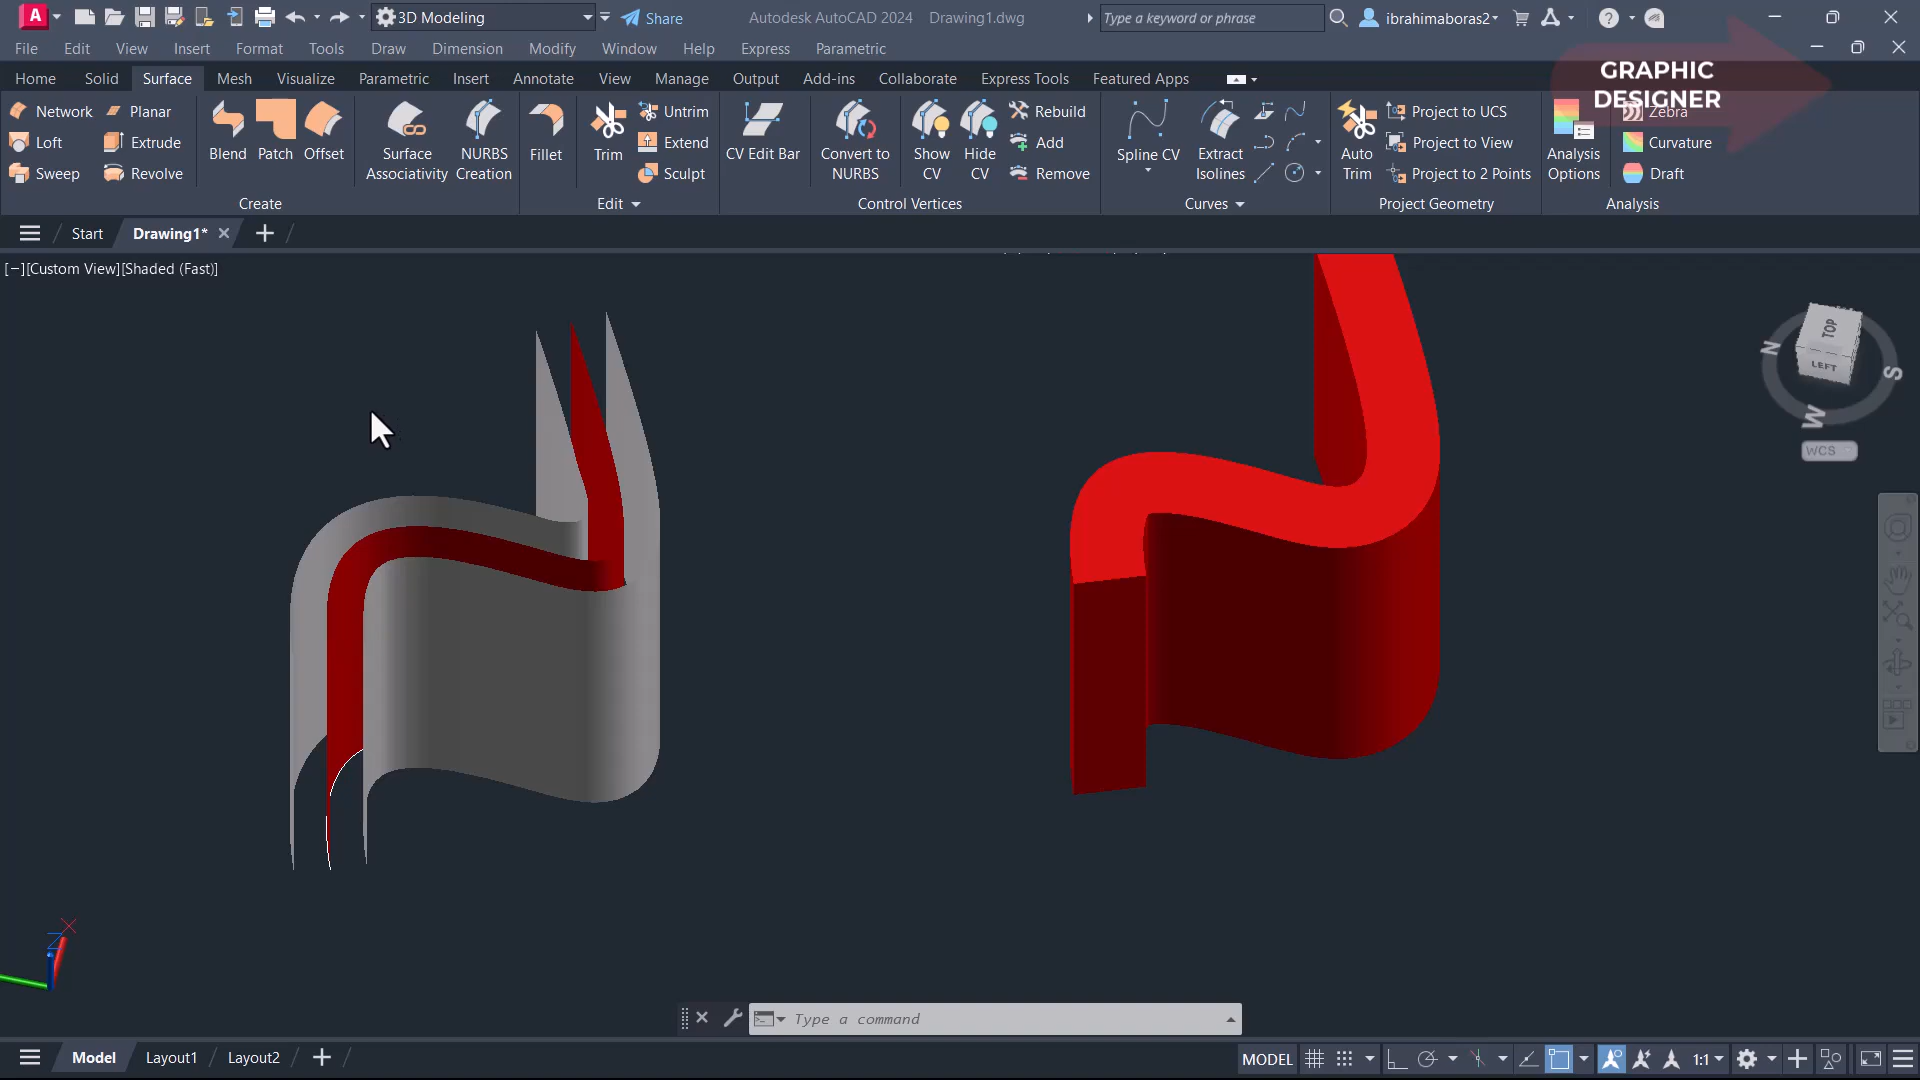 A 3D Modeling Share Autodesk AutoCAD 2024 Drawing1.dwg Type a keyword or phrase ibrahimaboras2
File Edit View Insert Format Tools Draw Dimension Modify Window Help Express Parametric
GRAPHIC
DESIGNER
Home Solid Surface Mesh Visualize Parametric Insert Annotate View Manage Output Add-ins Collaborate Express Tools Featured Apps
Network Planar Untrim Rebuild Project to UCS Zebra
Loft Extrude Extend Add Project to View Curvature
Sweep Revolve Sculpt Remove Project to 2 Points Draft
Blend Patch Offset Surface Associativity NURBS Creation Fillet Trim CV Edit Bar Convert to NURBS Show CV Hide CV Spline CV Extract Isolines Auto Trim Analysis Options
Create Edit Control Vertices Curves Project Geometry Analysis
Start Drawing1*
[−][Custom View][Shaded (Fast)]
TOP
LEFT
N
S
W
WCS
Z
X
Type a command
Model Layout1 Layout2 MODEL 1:1